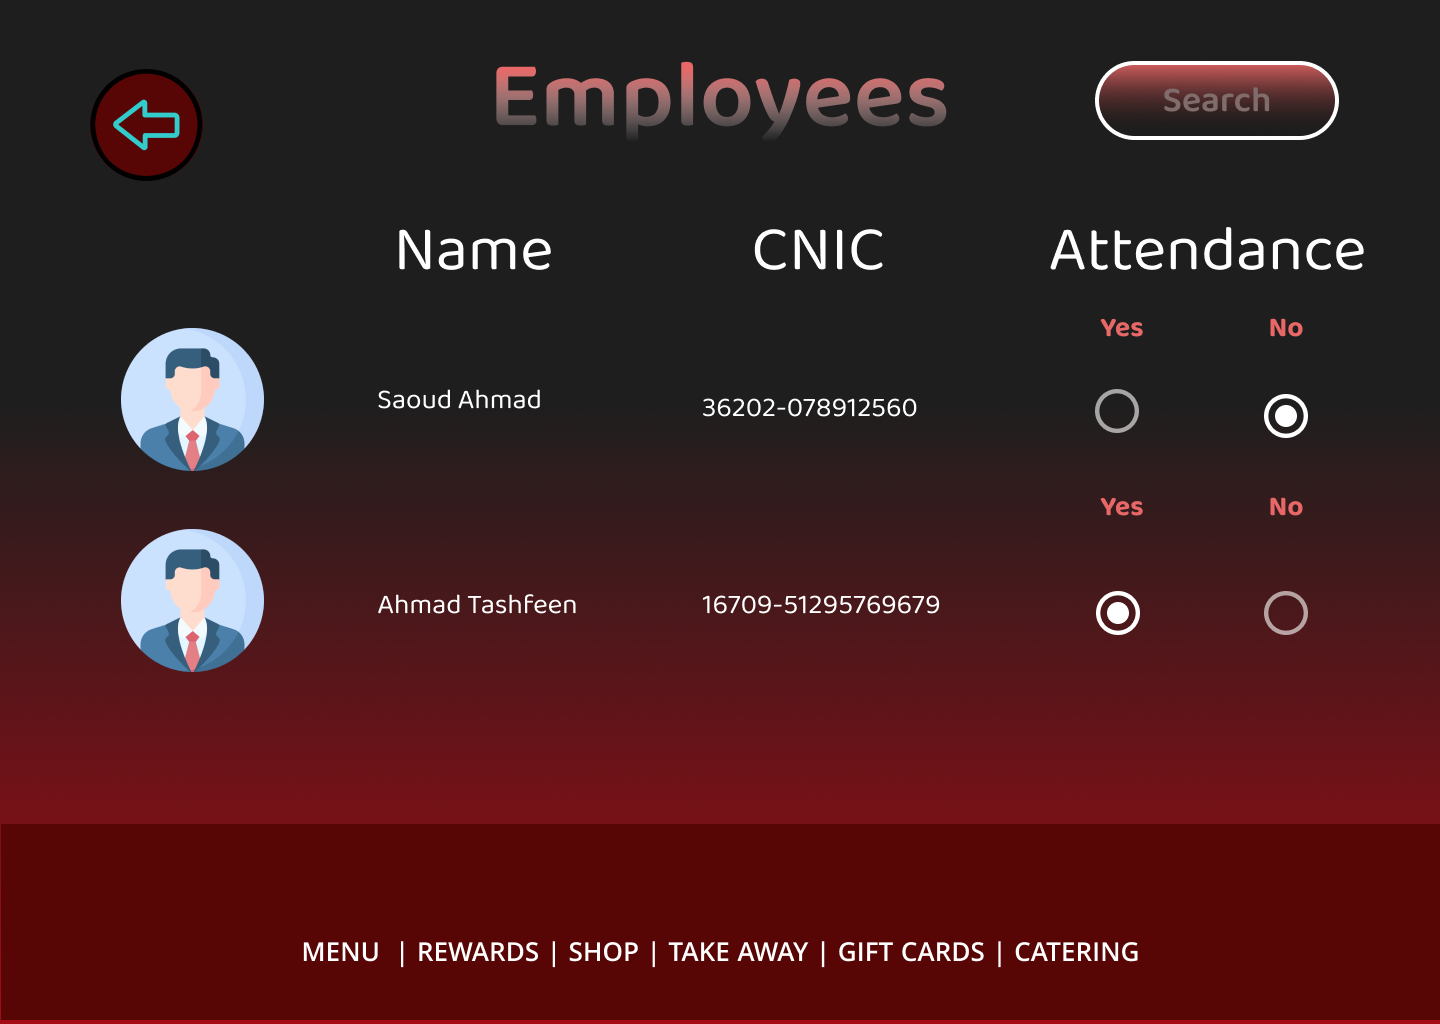 Employees
Search
Name CNIC Attendance
Yes No
Saoud Ahmad 36202-078912560
Yes No
Ahmad Tashfeen 16709-51295769679
MENU | REWARDS | SHOP | TAKE AWAY | GIFT CARDS | CATERING